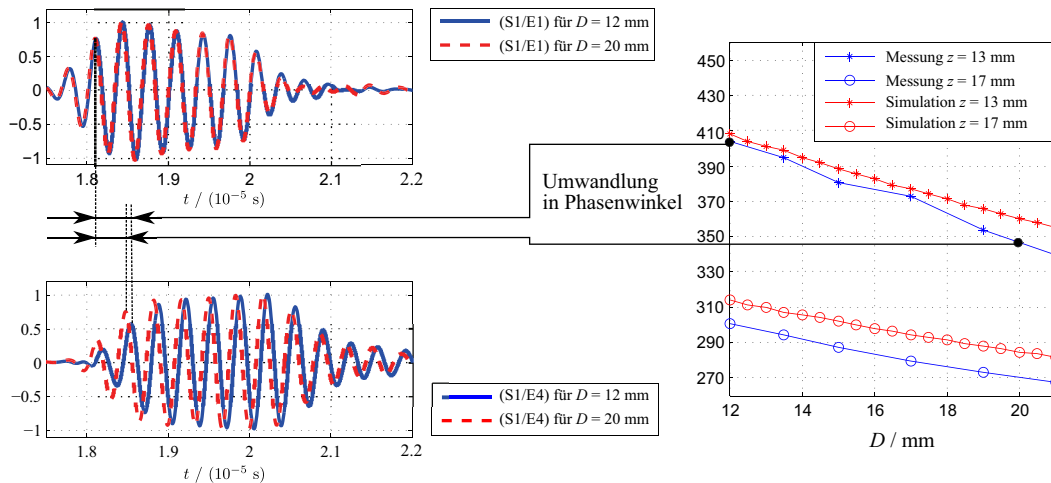 1
0.5
0
−0.5
−1
1.8
1.9
2
2.1
2.2
t / (10⁻⁵ s)
(S1/E1) für D = 12 mm
(S1/E1) für D = 20 mm
Umwandlung
in Phasenwinkel
1
0.5
0
−0.5
−1
1.8
1.9
2
2.1
2.2
t / (10⁻⁵ s)
(S1/E4) für D = 12 mm
(S1/E4) für D = 20 mm
450
430
410
390
370
350
330
310
290
270
12
14
16
18
20
D / mm
Messung z = 13 mm
Messung z = 17 mm
Simulation z = 13 mm
Simulation z = 17 mm